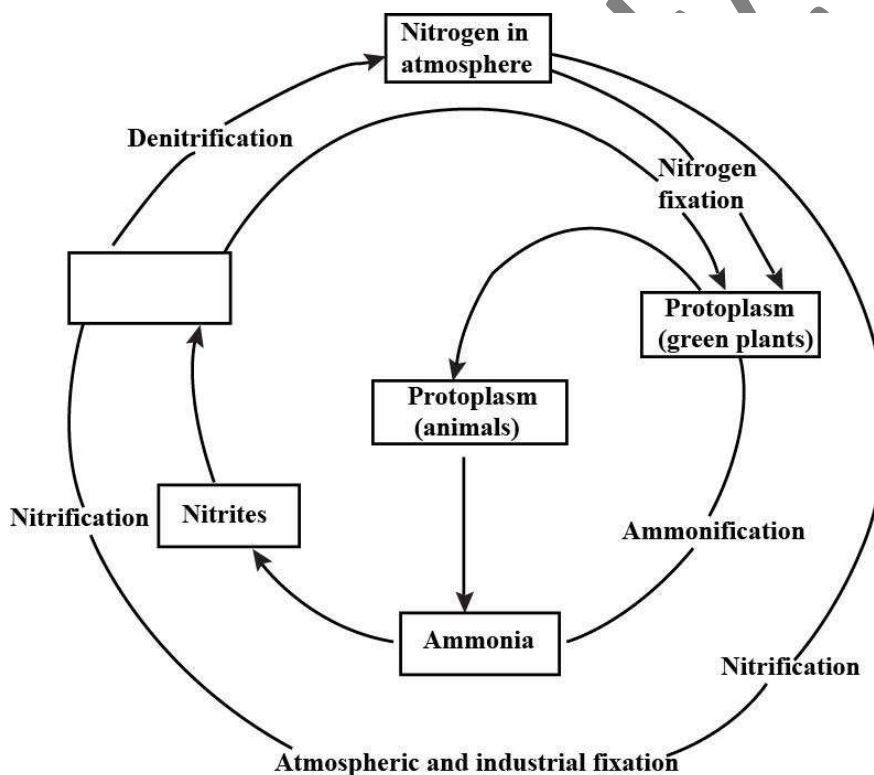 Nitrogen in
atmosphere
Denitrification
Nitrogen
fixation
Protoplasm
(green plants)
Protoplasm
(animals)
Nitrification
Nitrites
Ammonification
Ammonia
Nitrification
Atmospheric and industrial fixation